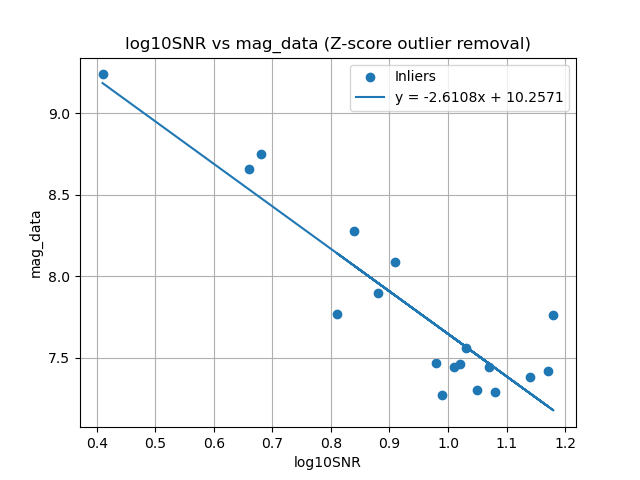 log10SNR vs mag_data (Z-score outlier removal)
Inliers
y = -2.6108x + 10.2571
9.0
8.5
8.0
7.5
mag_data
0.4 0.5 0.6 0.7 0.8 0.9 1.0 1.1 1.2
log10SNR